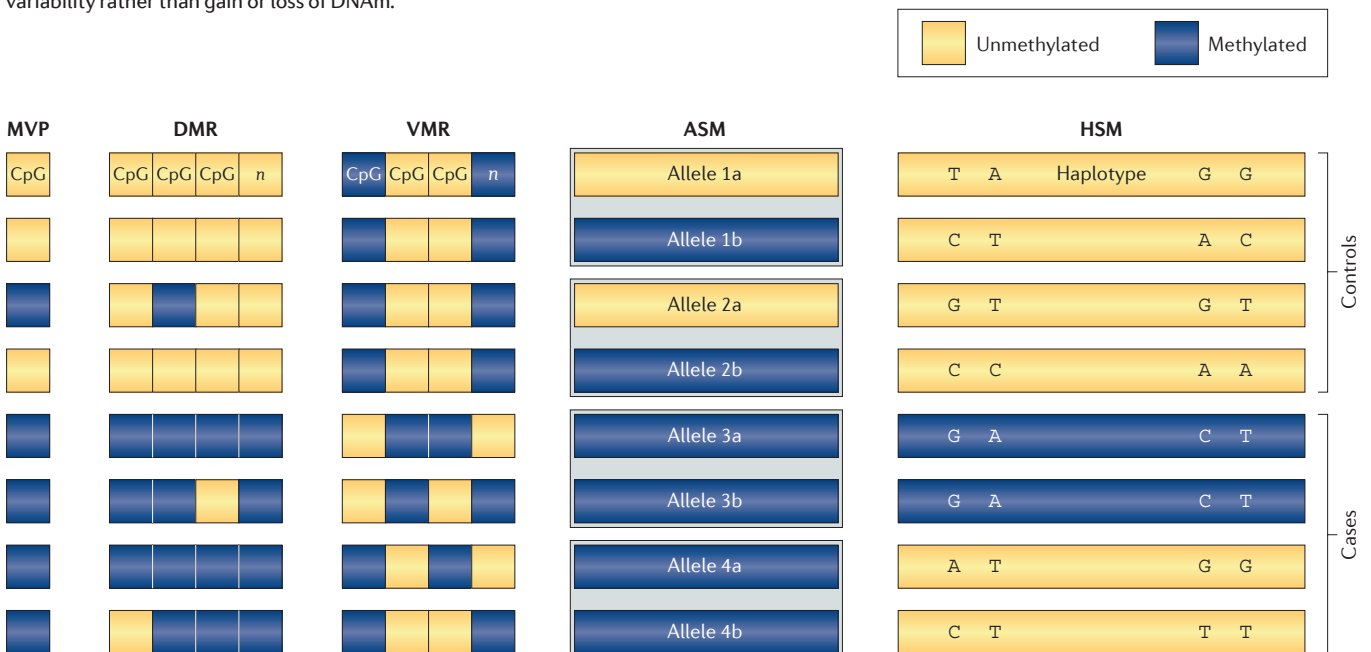 variability rather than gain or loss of DNAm.
Unmethylated Methylated
MVP DMR VMR ASM HSM
CpG CpG CpG CpG n CpG CpG CpG n Allele 1a T A Haplotype G G
Allele 1b C T A C
Allele 2a G T G T
Allele 2b C C A A
Controls
Allele 3a G A C T
Allele 3b G A C T
Allele 4a A T G G
Allele 4b C T T T
Cases